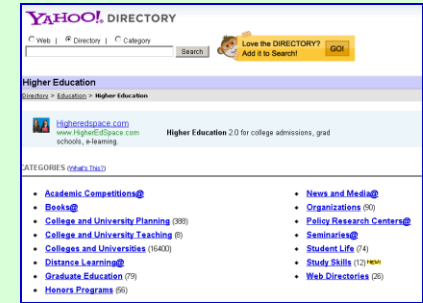 YAHOO! DIRECTORY
Web | Directory | Category
Search
Love the DIRECTORY?
Add it to Search!
GO!
Higher Education
Directory > Education > Higher Education
Higheredspace.com
www.HigherEdSpace.com Higher Education 2.0 for college admissions, grad
schools, e-learning.
CATEGORIES (What's This?)
Academic Competitions@
Books@
College and University Planning (388)
College and University Teaching (8)
Colleges and Universities (16400)
Distance Learning@
Graduate Education (79)
Honors Programs (66)
News and Media@
Organizations (90)
Policy Research Centers@
Seminaries@
Student Life (74)
Study Skills (12) NEW!
Web Directories (26)